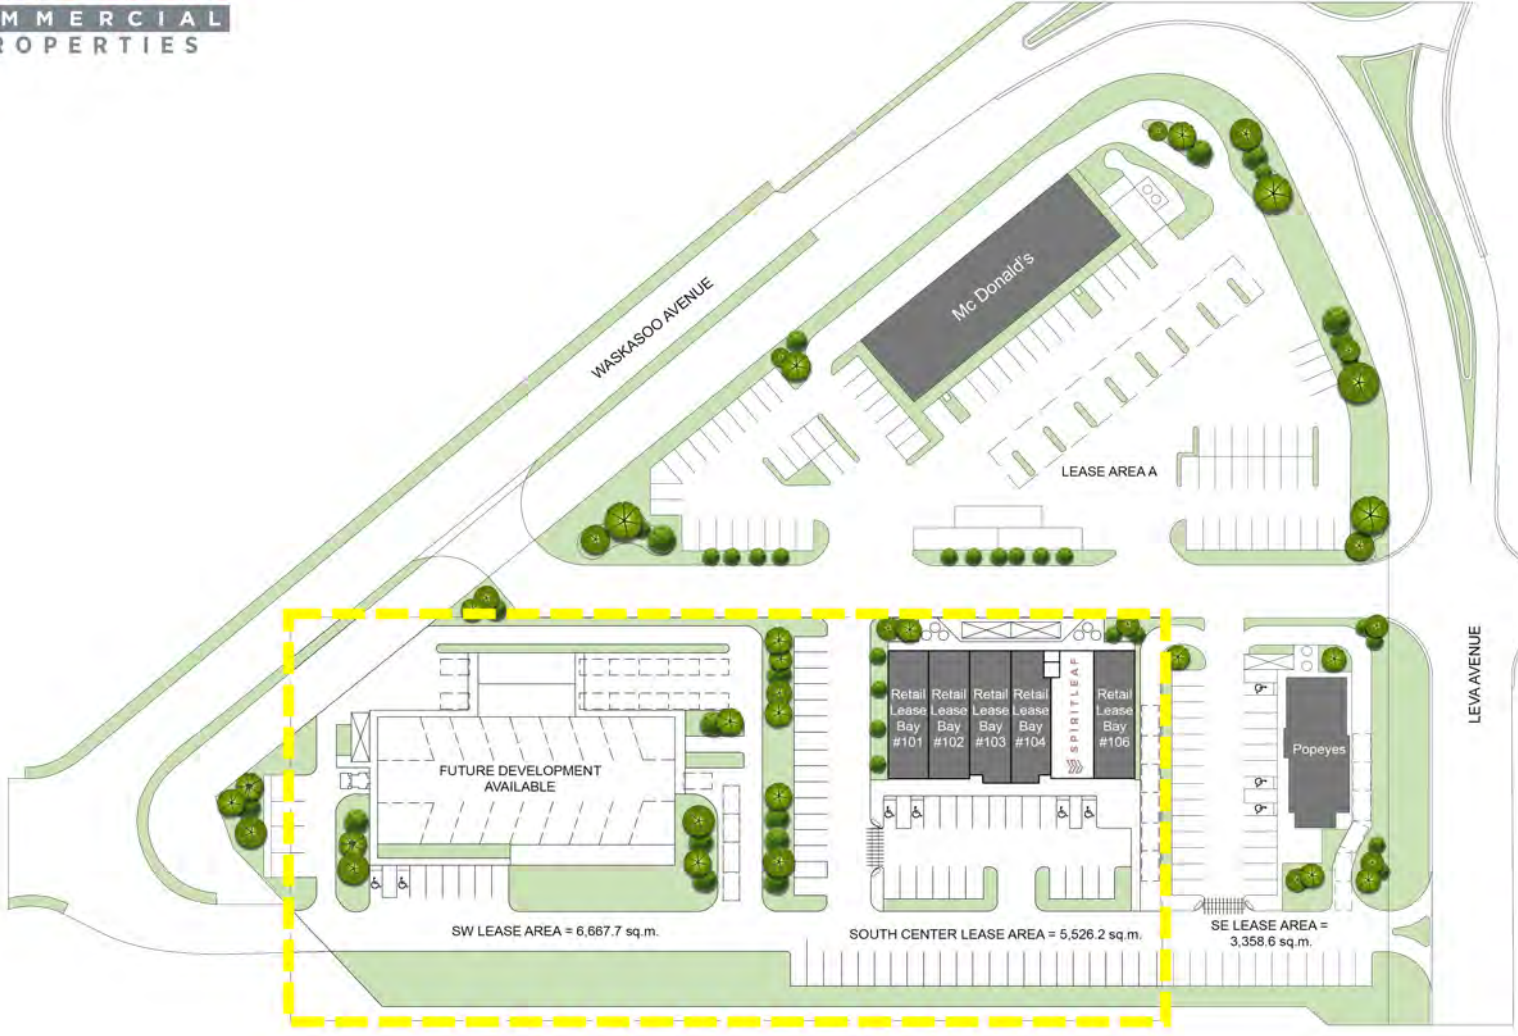 MMERCIAL
ROPERTIES
WASKASOO AVENUE
Mc Donald's
LEASE AREA A
LEVA AVENUE
Retail
Lease
Bay
#101
Retail
Lease
Bay
#102
Retail
Lease
Bay
#103
Retail
Lease
Bay
#104
SPIRITLEAF
Retail
Lease
Bay
#106
Popeyes
FUTURE DEVELOPMENT
AVAILABLE
SW LEASE AREA = 6,667.7 sq.m.
SOUTH CENTER LEASE AREA = 5,526.2 sq.m.
SE LEASE AREA =
3,358.6 sq.m.